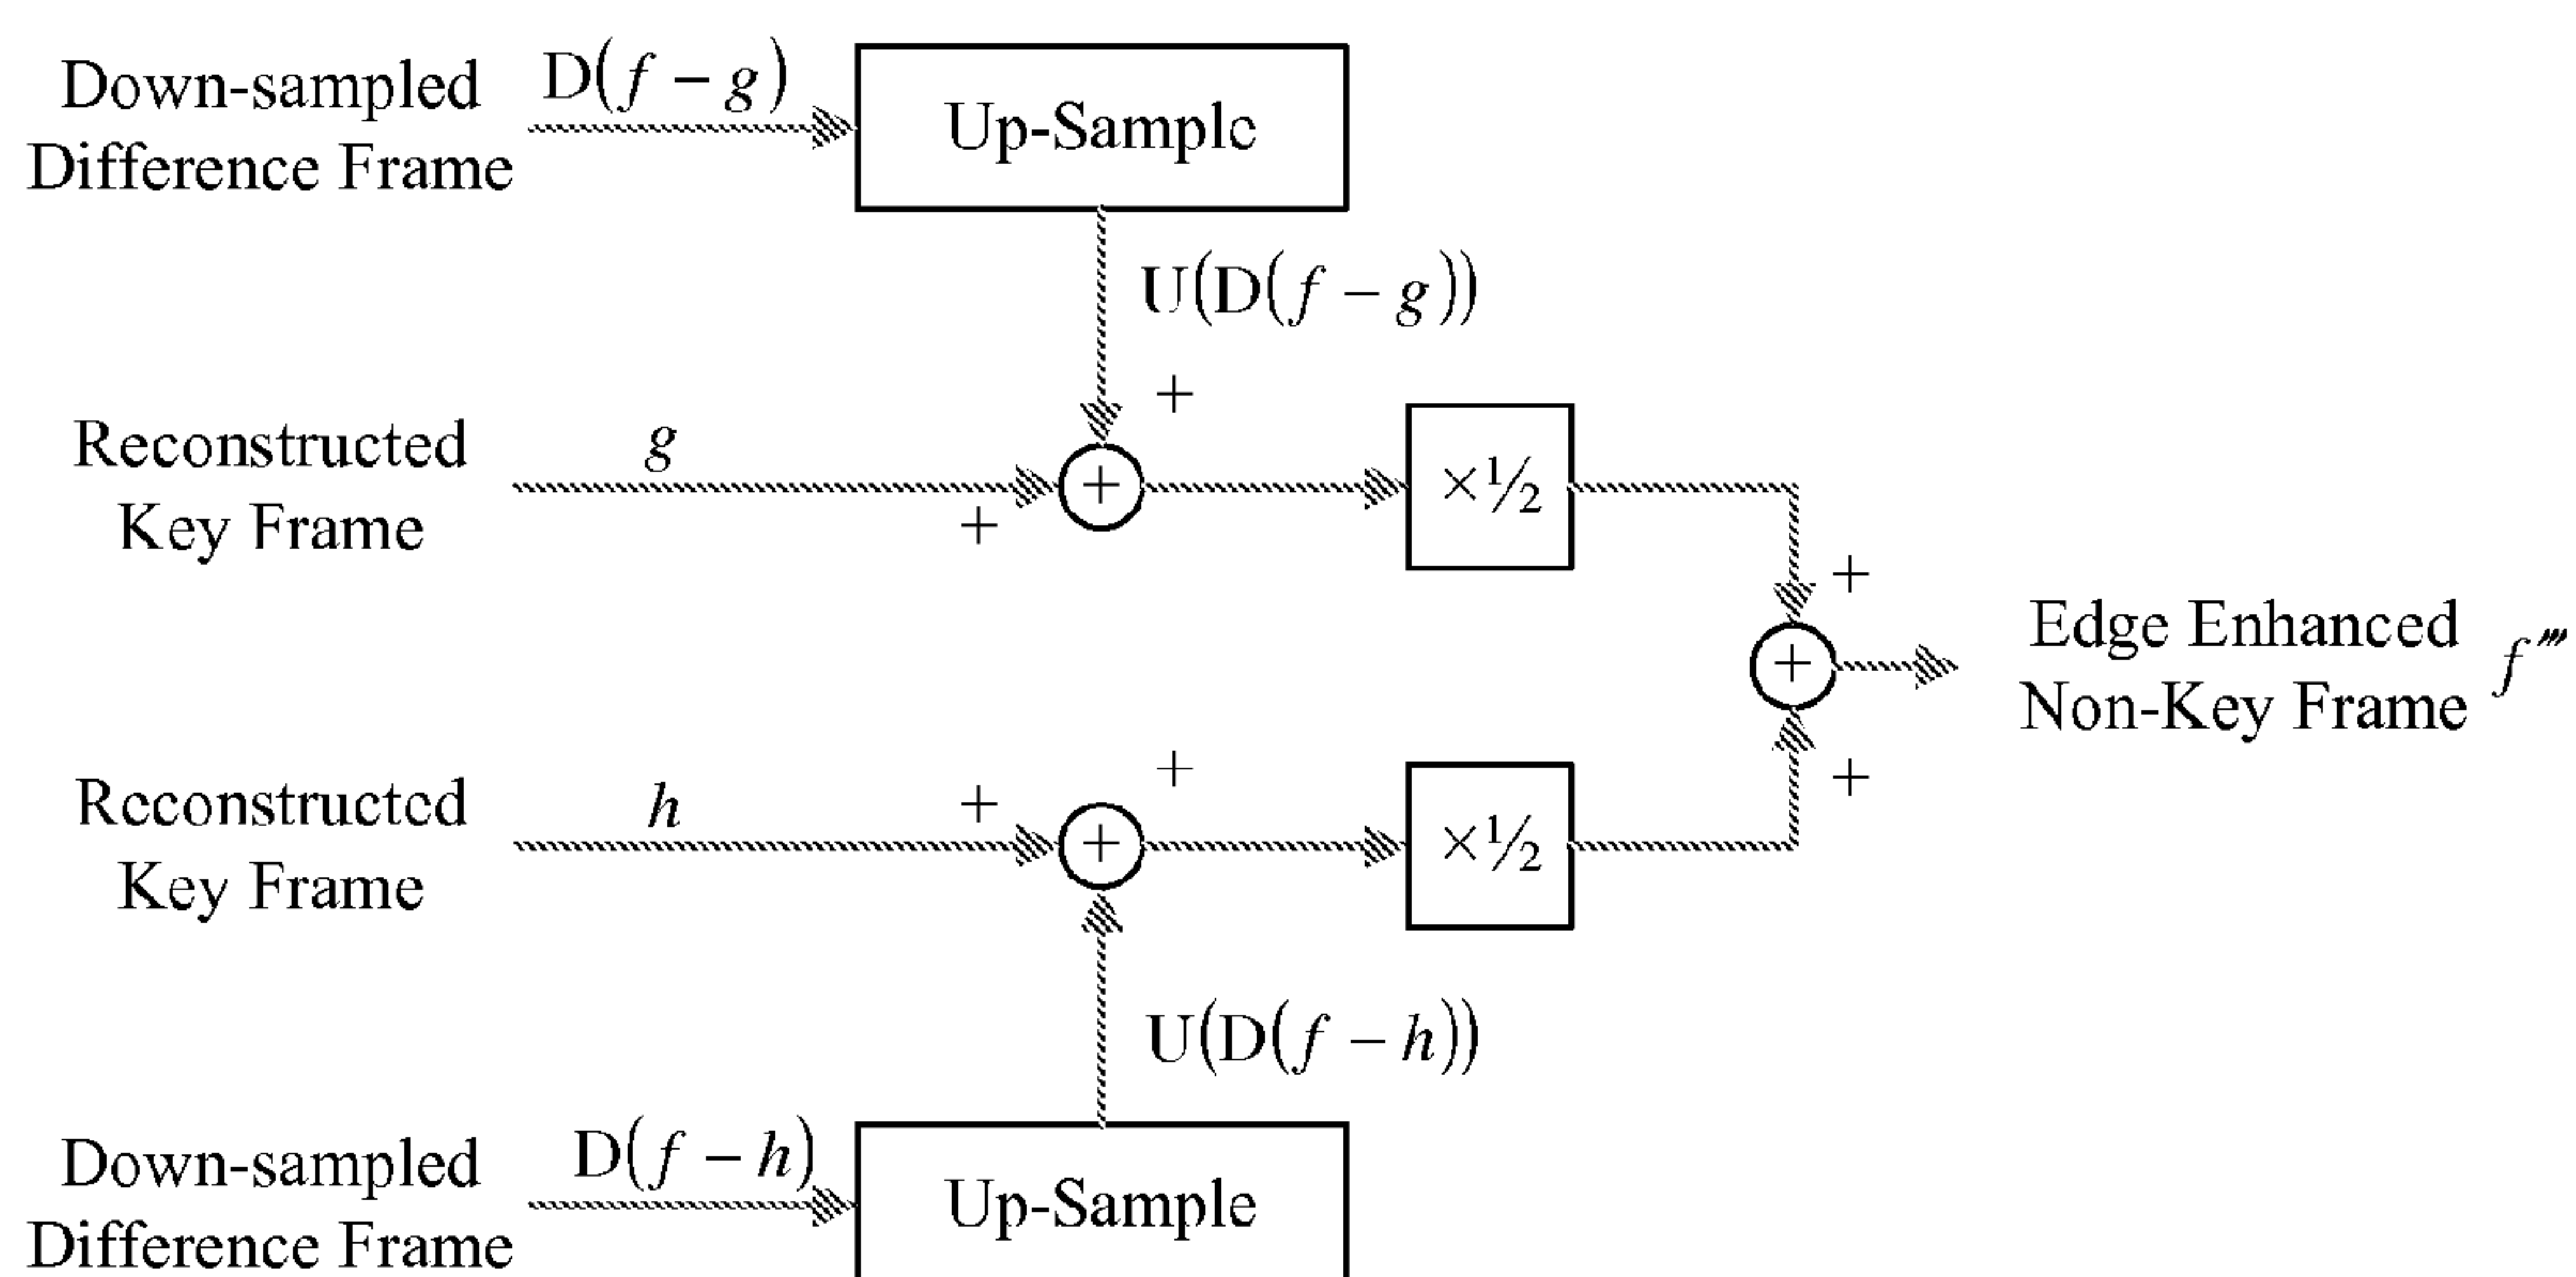 Down-sampled
Difference Frame
D(f − g)
Up-Sample
U(D(f − g))
+
Reconstructed
Key Frame
g
+
+
×½
+
Edge Enhanced
Non-Key Frame f‴
+
+
Reconstructed
Key Frame
h
+
+
+
×½
U(D(f − h))
Down-sampled
Difference Frame
D(f − h)
Up-Sample